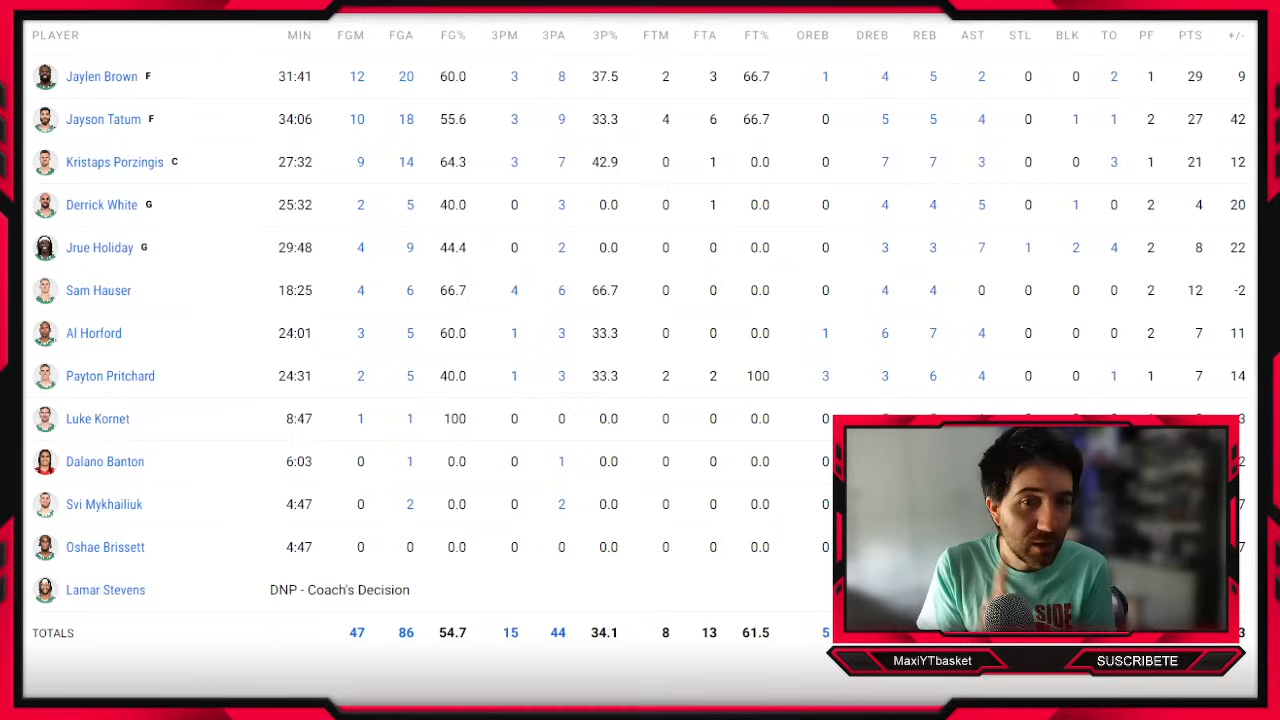 PLAYER MIN FGM FGA FG% 3PM 3PA 3P% FTM FTA FT% OREB DREB REB AST STL BLK TO PF PTS +/-
Jaylen Brown F 31:41 12 20 60.0 3 8 37.5 2 3 66.7 1 4 5 2 0 0 2 1 29 9
Jayson Tatum F 34:06 10 18 55.6 3 9 33.3 4 6 66.7 0 5 5 4 0 1 1 2 27 42
Kristaps Porzingis C 27:32 9 14 64.3 3 7 42.9 0 1 0.0 0 7 7 3 0 0 3 1 21 12
Derrick White G 25:32 2 5 40.0 0 3 0.0 0 1 0.0 0 4 4 5 0 1 0 2 4 20
Jrue Holiday G 29:48 4 9 44.4 0 2 0.0 0 0 0.0 0 3 3 7 1 2 4 2 8 22
Sam Hauser 18:25 4 6 66.7 4 6 66.7 0 0 0.0 0 4 4 0 0 0 0 2 12 -2
Al Horford 24:01 3 5 60.0 1 3 33.3 0 0 0.0 1 6 7 4 0 0 0 2 7 11
Payton Pritchard 24:31 2 5 40.0 1 3 33.3 2 2 100 3 3 6 4 0 0 1 1 7 14
Luke Kornet 8:47 1 1 100 0 0 0.0 0 0 0.0 0
Dalano Banton 6:03 0 1 0.0 0 1 0.0 0 0 0.0 0
Svi Mykhailiuk 4:47 0 2 0.0 0 2 0.0 0 0 0.0 0
Oshae Brissett 4:47 0 0 0.0 0 0 0.0 0 0 0.0 0
Lamar Stevens DNP - Coach's Decision
TOTALS 47 86 54.7 15 44 34.1 8 13 61.5 5
SIDE
MaxiYTbasket SUSCRIBETE